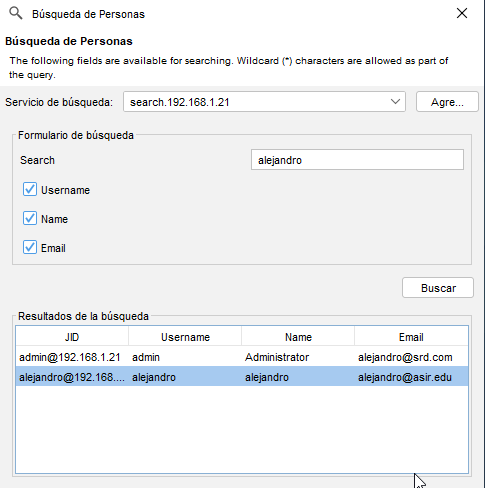 Búsqueda de Personas
Búsqueda de Personas
The following fields are available for searching. Wildcard (*) characters are allowed as part of
the query.
Servicio de búsqueda: search.192.168.1.21 Agre...
Formulario de búsqueda
Search alejandro
Username
Name
Email
Buscar
Resultados de la búsqueda
JID Username Name Email
admin@192.168.1.21 admin Administrator alejandro@srd.com
alejandro@192.168.... alejandro alejandro alejandro@asir.edu